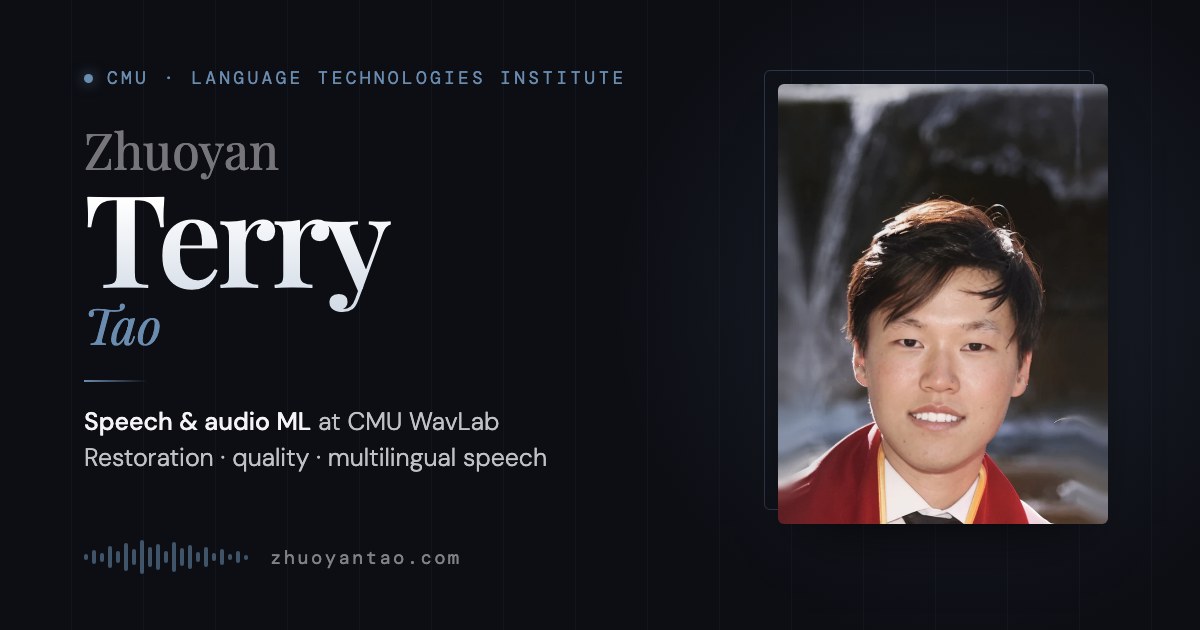 CMU · LANGUAGE TECHNOLOGIES INSTITUTE
Zhuoyan
Terry
Tao
Speech & audio ML at CMU WavLab
Restoration · quality · multilingual speech
zhuoyantao.com